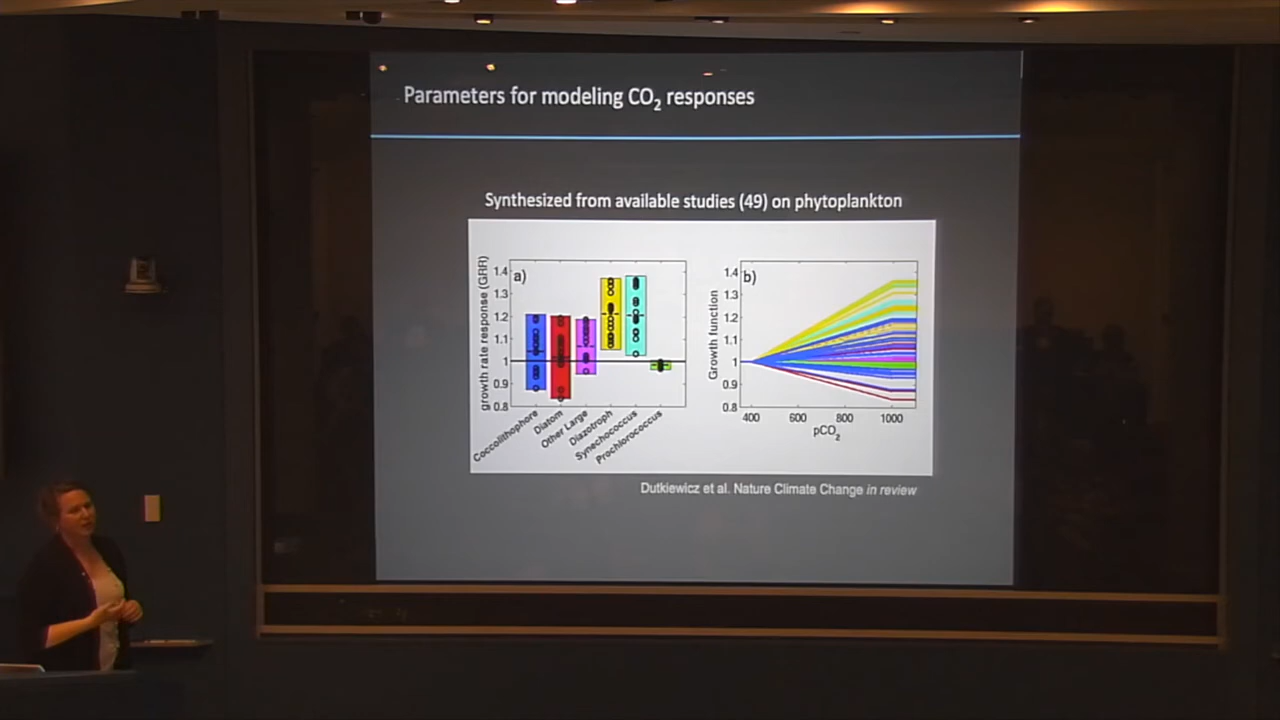 Parameters for modeling CO2 responses
Synthesized from available studies (49) on phytoplankton
growth rate response (GRR)
a)
1.4
1.3
1.2
1.1
1
0.9
0.8
Coccolithophore
Diatom
Other Large
Diazotroph
Synechococcus
Prochlorococcus
Growth function
b)
1.4
1.3
1.2
1.1
1
0.9
0.8
400
600
800
1000
pCO2
Dutkiewicz et al. Nature Climate Change in review